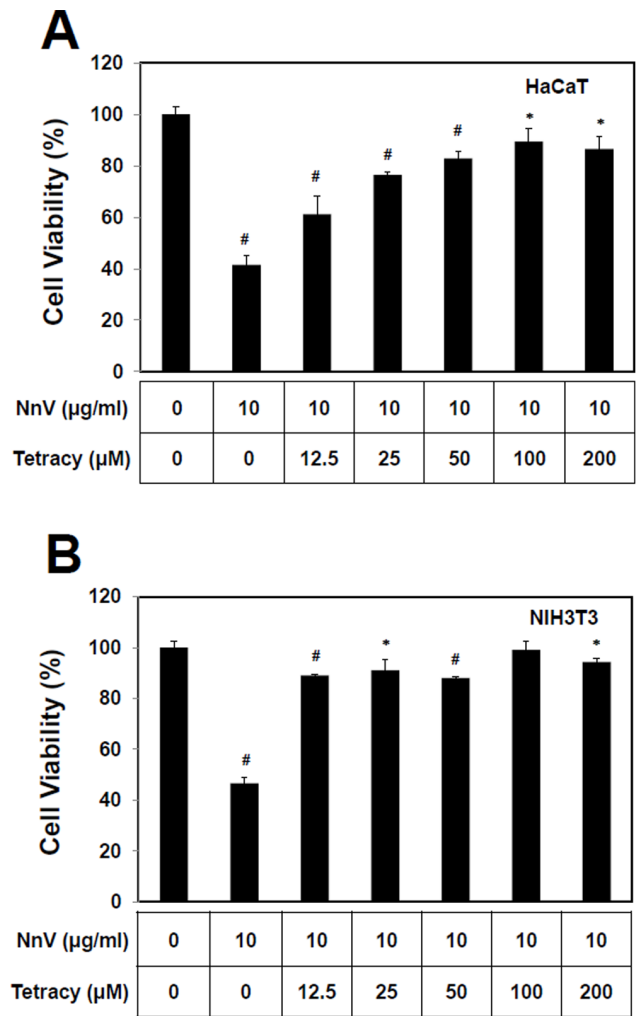 A
120
HaCaT
100
80
60
40
20
0
Cell Viability (%)
# # # # * *
NnV (µg/ml) 0 10 10 10 10 10 10
Tetracy (µM) 0 0 12.5 25 50 100 200
B
120
NIH3T3
100
80
60
40
20
0
Cell Viability (%)
# # * # *
NnV (µg/ml) 0 10 10 10 10 10 10
Tetracy (µM) 0 0 12.5 25 50 100 200